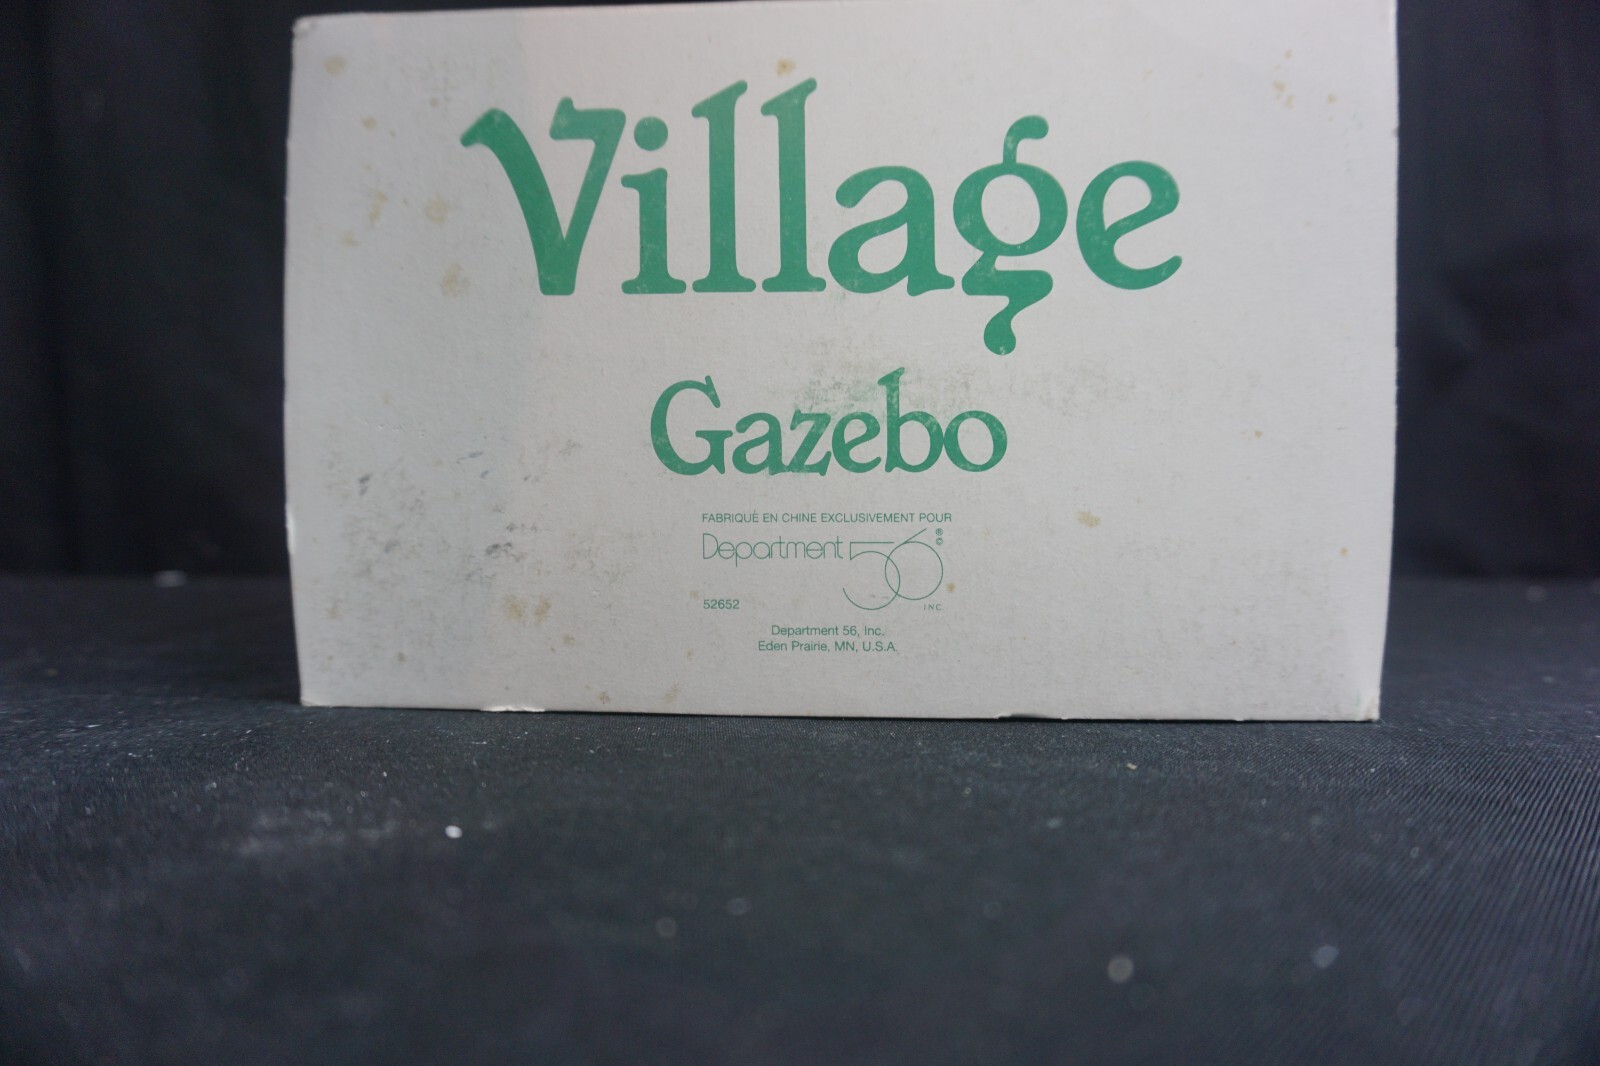 Village
Gazebo
FABRIQUÉ EN CHINE EXCLUSIVEMENT POUR
Department 56 ® ©
INC.
52652
Department 56, Inc.
Eden Prairie, MN, U.S.A.